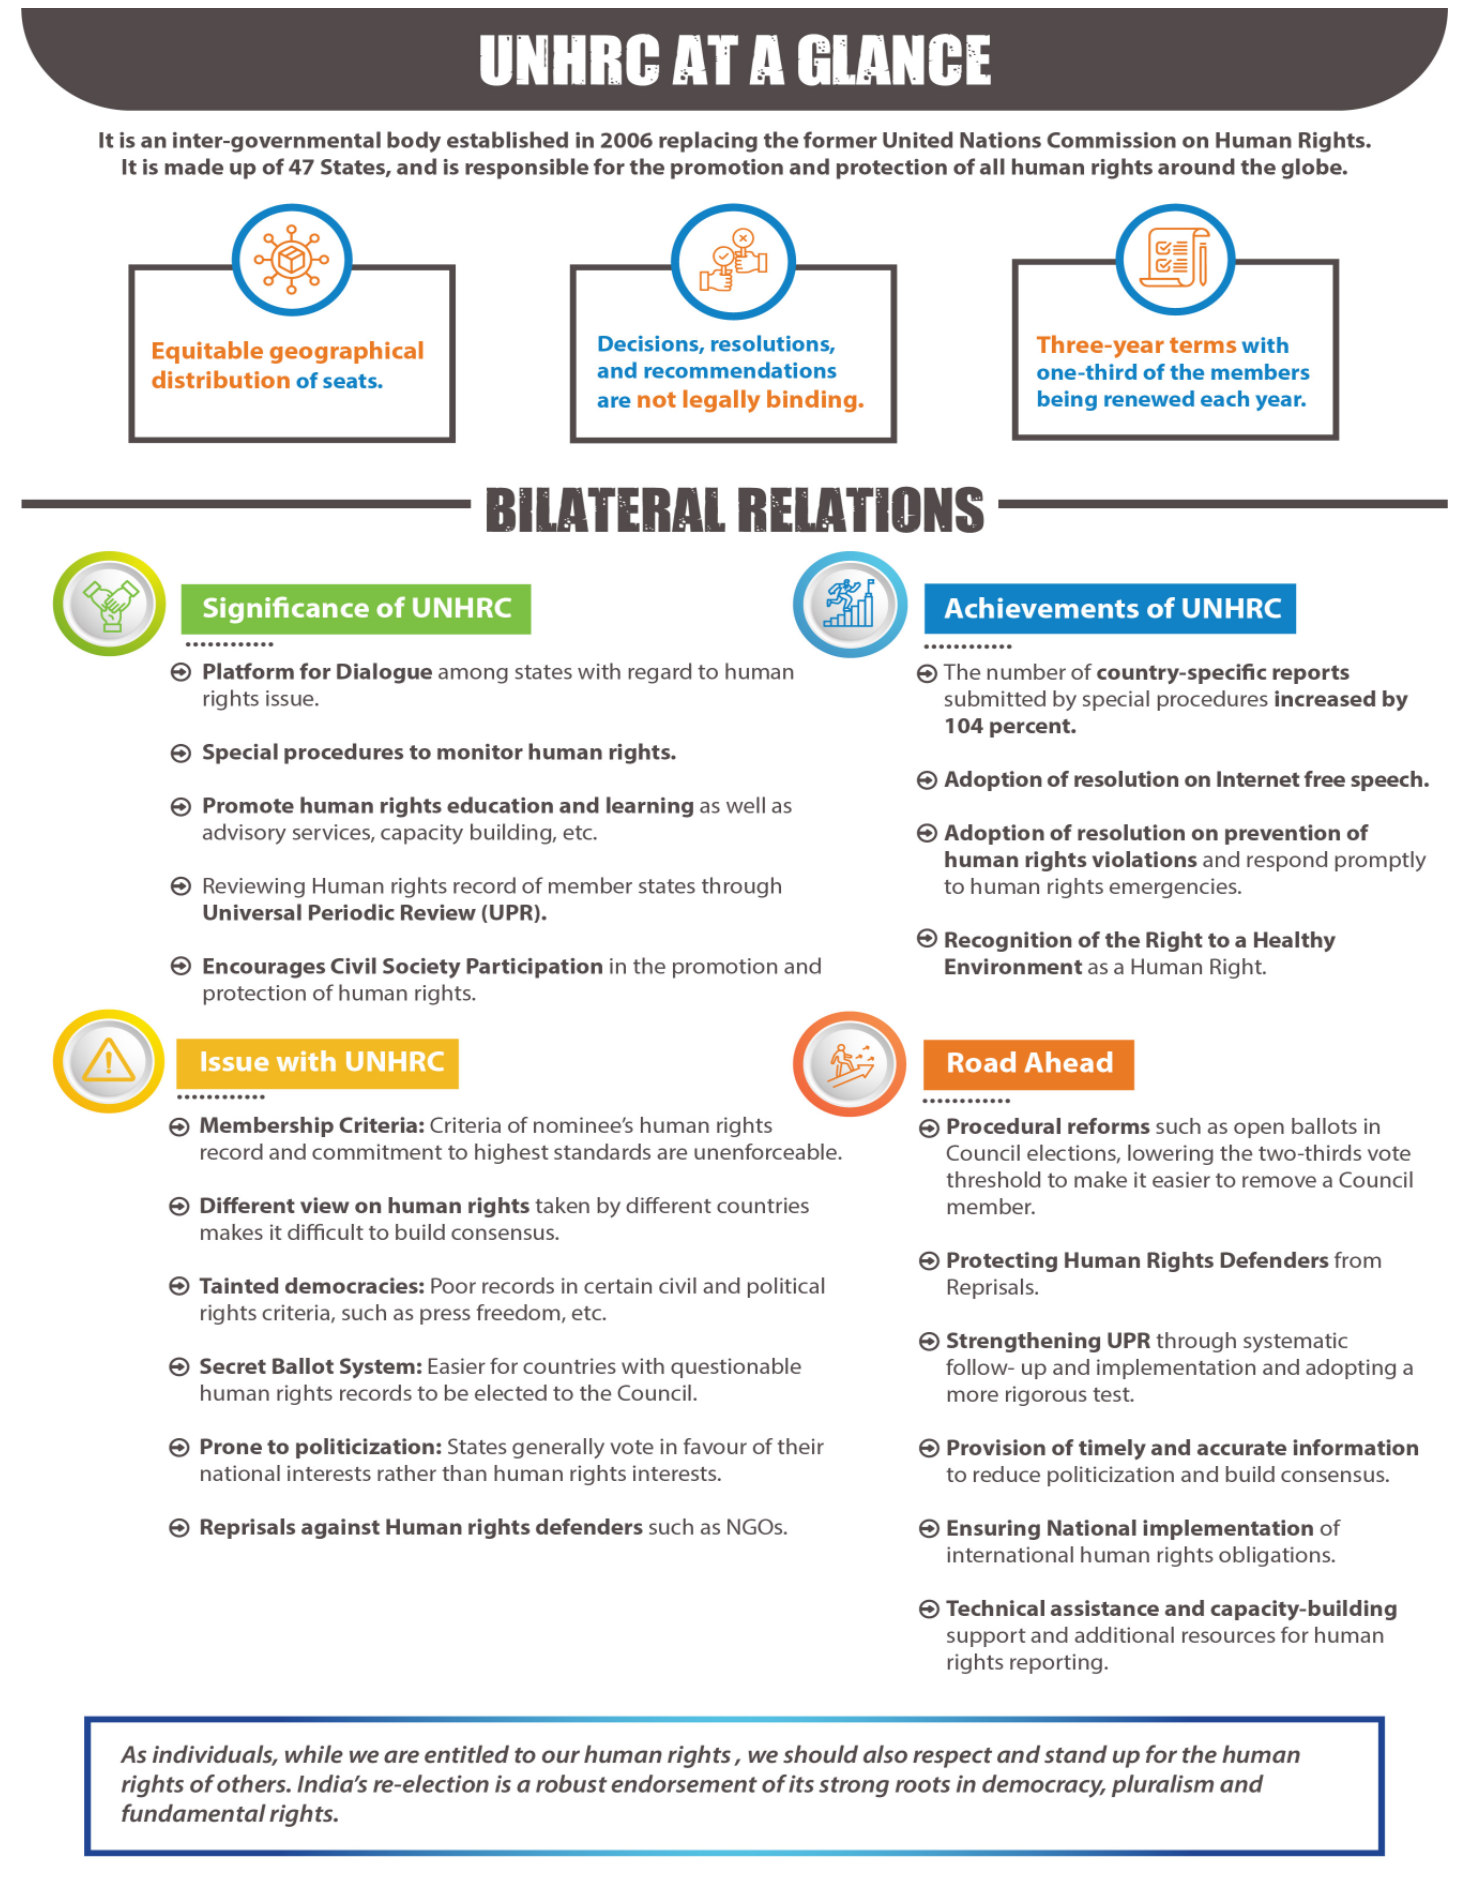 UNHRC AT A GLANCE
It is an inter-governmental body established in 2006 replacing the former United Nations Commission on Human Rights.
It is made up of 47 States, and is responsible for the promotion and protection of all human rights around the globe.
Equitable geographical
distribution of seats.
Decisions, resolutions,
and recommendations
are not legally binding.
Three-year terms with
one-third of the members
being renewed each year.
BILATERAL RELATIONS
Significance of UNHRC
Platform for Dialogue among states with regard to human
rights issue.
Special procedures to monitor human rights.
Promote human rights education and learning as well as
advisory services, capacity building, etc.
Reviewing Human rights record of member states through
Universal Periodic Review (UPR).
Encourages Civil Society Participation in the promotion and
protection of human rights.
Achievements of UNHRC
The number of country-specific reports
submitted by special procedures increased by
104 percent.
Adoption of resolution on Internet free speech.
Adoption of resolution on prevention of
human rights violations and respond promptly
to human rights emergencies.
Recognition of the Right to a Healthy
Environment as a Human Right.
Issue with UNHRC
Membership Criteria: Criteria of nominee's human rights
record and commitment to highest standards are unenforceable.
Different view on human rights taken by different countries
makes it difficult to build consensus.
Tainted democracies: Poor records in certain civil and political
rights criteria, such as press freedom, etc.
Secret Ballot System: Easier for countries with questionable
human rights records to be elected to the Council.
Prone to politicization: States generally vote in favour of their
national interests rather than human rights interests.
Reprisals against Human rights defenders such as NGOs.
Road Ahead
Procedural reforms such as open ballots in
Council elections, lowering the two-thirds vote
threshold to make it easier to remove a Council
member.
Protecting Human Rights Defenders from
Reprisals.
Strengthening UPR through systematic
follow- up and implementation and adopting a
more rigorous test.
Provision of timely and accurate information
to reduce politicization and build consensus.
Ensuring National implementation of
international human rights obligations.
Technical assistance and capacity-building
support and additional resources for human
rights reporting.
As individuals, while we are entitled to our human rights , we should also respect and stand up for the human
rights of others. India's re-election is a robust endorsement of its strong roots in democracy, pluralism and
fundamental rights.